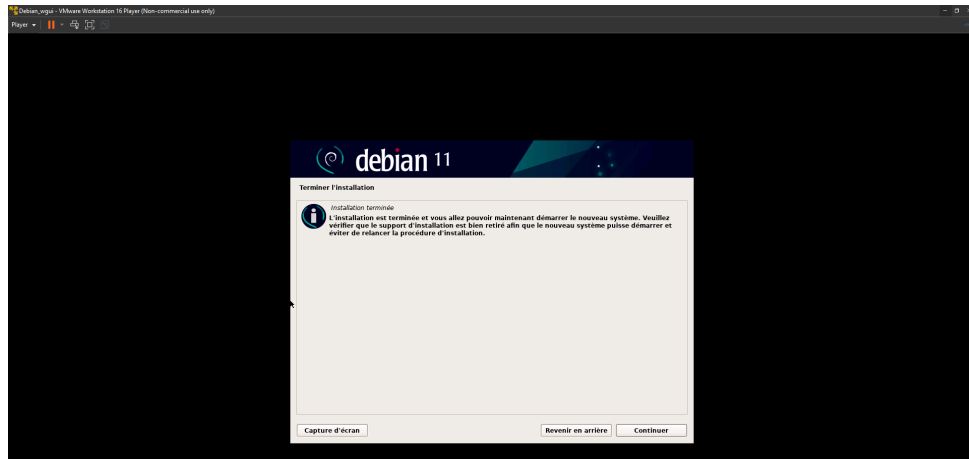 Debian_wgui - VMware Workstation 16 Player (Non-commercial use only)
Player
debian 11
Terminer l'installation
Installation terminée
L'installation est terminée et vous allez pouvoir maintenant démarrer le nouveau système. Veuillez
vérifier que le support d'installation est bien retiré afin que le nouveau système puisse démarrer et
éviter de relancer la procédure d'installation.
Capture d'écran
Revenir en arrière
Continuer